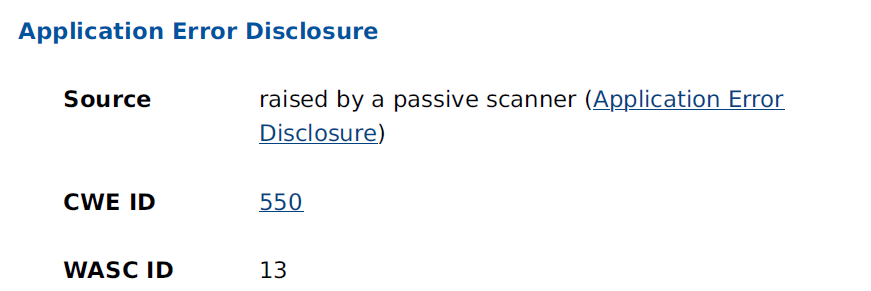 Application Error Disclosure
Source raised by a passive scanner (Application Error
Disclosure)
CWE ID 550
WASC ID 13